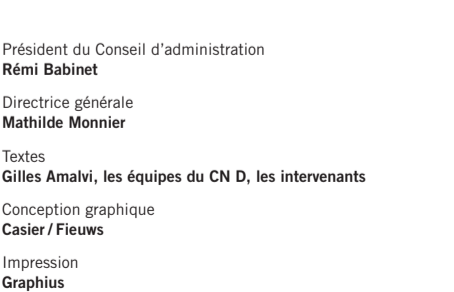 Président du Conseil d’administration
Rémi Babinet
Directrice générale
Mathilde Monnier
Textes
Gilles Amalvi, les équipes du CN D, les intervenants
Conception graphique
Casier / Fieuws
Impression
Graphius